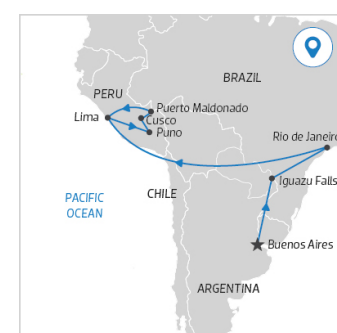 BRAZIL
PERU
Puerto Maldonado
Lima
Cusco
Puno
Rio de Janeiro
Iguazu Falls
PACIFIC
OCEAN
CHILE
Buenos Aires
ARGENTINA